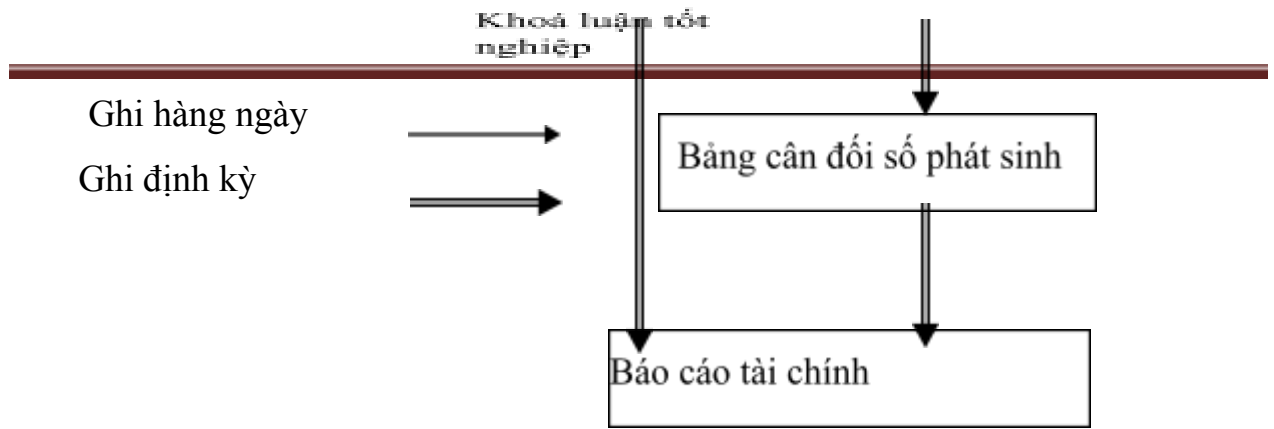 Khoá luận tốt
nghiệp
Ghi hàng ngày
Bảng cân đối số phát sinh
Ghi định kỳ
Báo cáo tài chính